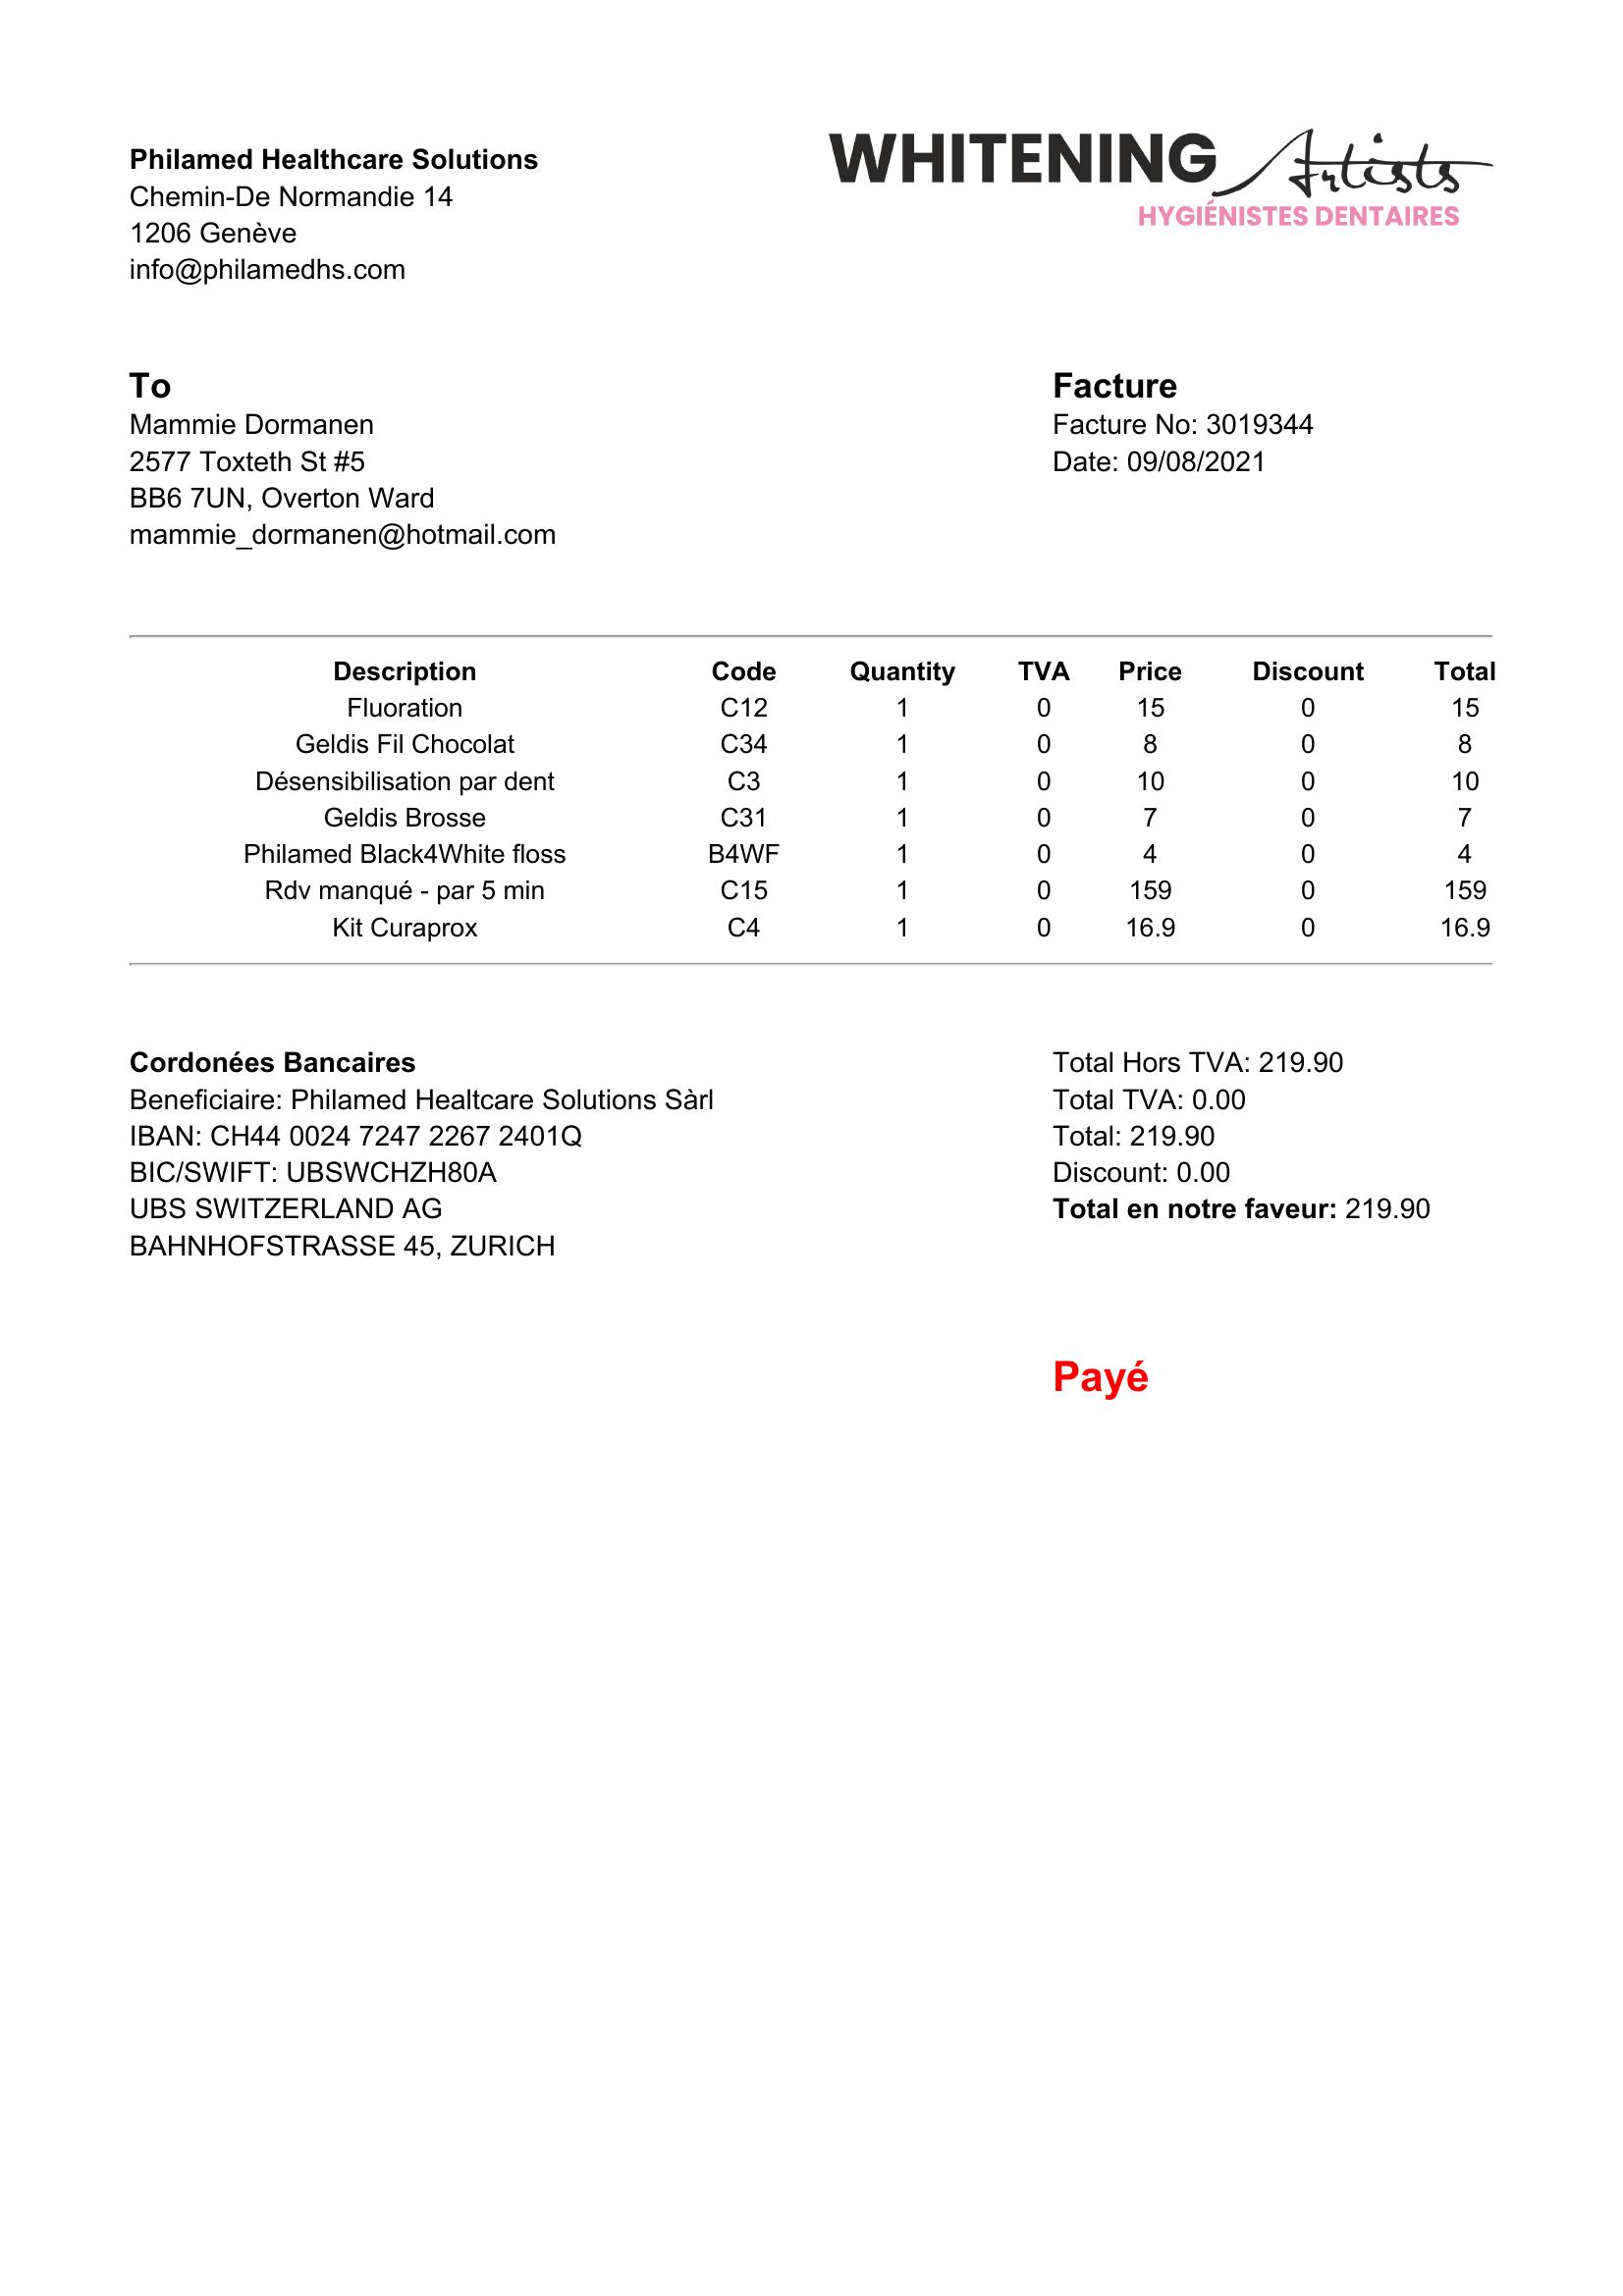 Philamed Healthcare Solutions
Chemin-De Normandie 14
1206 Genève
info@philamedhs.com
WHITENING Artists
HYGIÉNISTES DENTAIRES
To
Mammie Dormanen
2577 Toxteth St #5
BB6 7UN, Overton Ward
mammie_dormanen@hotmail.com
Facture
Facture No: 3019344
Date: 09/08/2021
Description Code Quantity TVA Price Discount Total
Fluoration C12 1 0 15 0 15
Geldis Fil Chocolat C34 1 0 8 0 8
Désensibilisation par dent C3 1 0 10 0 10
Geldis Brosse C31 1 0 7 0 7
Philamed Black4White floss B4WF 1 0 4 0 4
Rdv manqué - par 5 min C15 1 0 159 0 159
Kit Curaprox C4 1 0 16.9 0 16.9
Cordonées Bancaires
Beneficiaire: Philamed Healtcare Solutions Sàrl
IBAN: CH44 0024 7247 2267 2401Q
BIC/SWIFT: UBSWCHZH80A
UBS SWITZERLAND AG
BAHNHOFSTRASSE 45, ZURICH
Total Hors TVA: 219.90
Total TVA: 0.00
Total: 219.90
Discount: 0.00
Total en notre faveur: 219.90
Payé